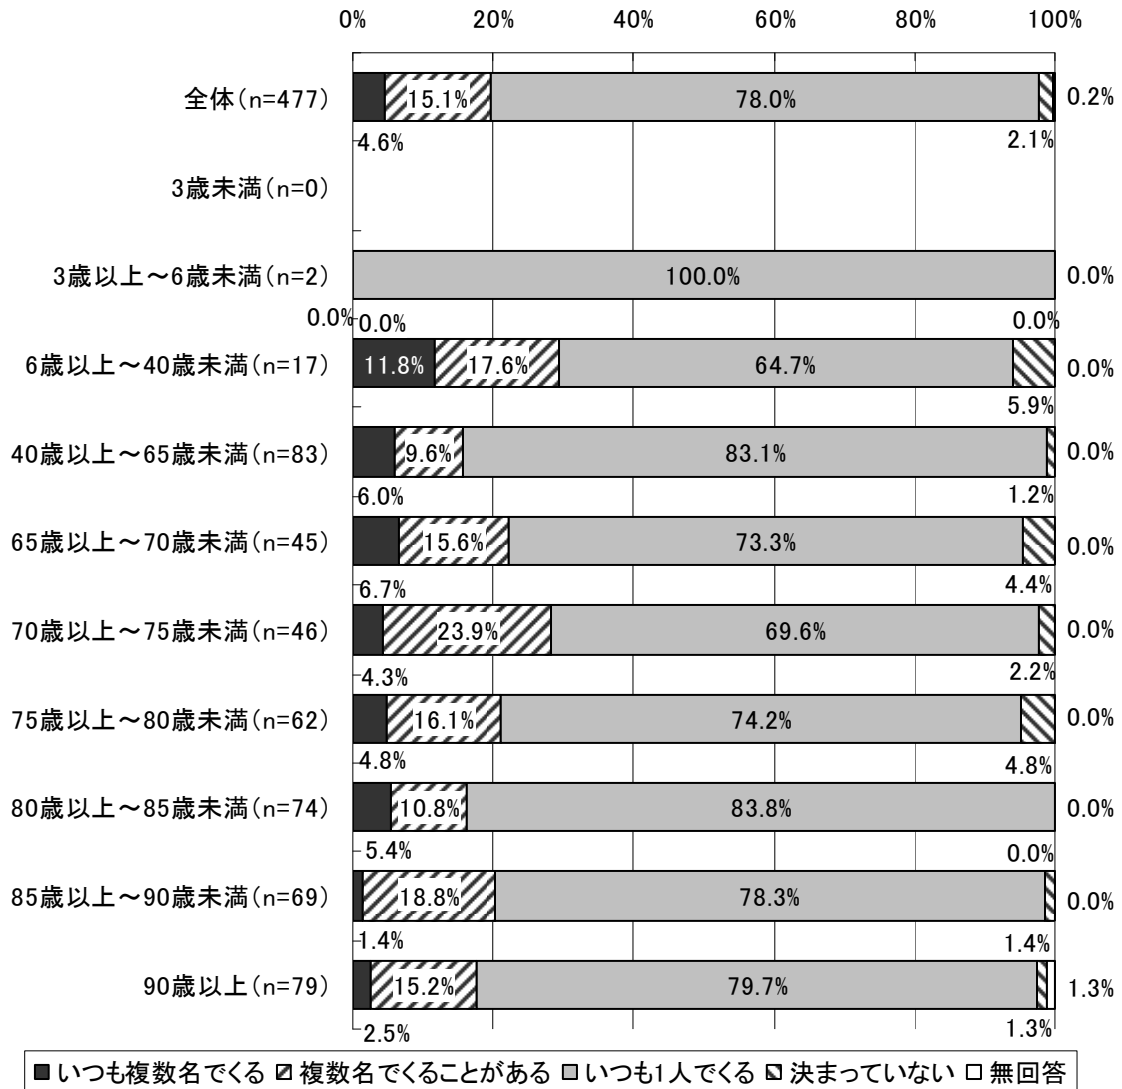 0% 20% 40% 60% 80% 100%
全体(n=477) 15.1% 78.0% 0.2%
4.6% 2.1%
3歳未満(n=0)
3歳以上～6歳未満(n=2) 100.0% 0.0%
0.0% 0.0% 0.0%
6歳以上～40歳未満(n=17) 11.8% 17.6% 64.7% 0.0%
5.9%
40歳以上～65歳未満(n=83) 9.6% 83.1% 0.0%
6.0% 1.2%
65歳以上～70歳未満(n=45) 15.6% 73.3% 0.0%
6.7% 4.4%
70歳以上～75歳未満(n=46) 23.9% 69.6% 0.0%
4.3% 2.2%
75歳以上～80歳未満(n=62) 16.1% 74.2% 0.0%
4.8% 4.8%
80歳以上～85歳未満(n=74) 10.8% 83.8% 0.0%
5.4% 0.0%
85歳以上～90歳未満(n=69) 18.8% 78.3% 0.0%
1.4% 1.4%
90歳以上(n=79) 15.2% 79.7% 1.3%
2.5% 1.3%
いつも複数名でくる 複数名でくることがある いつも1人でくる 決まっていない 無回答